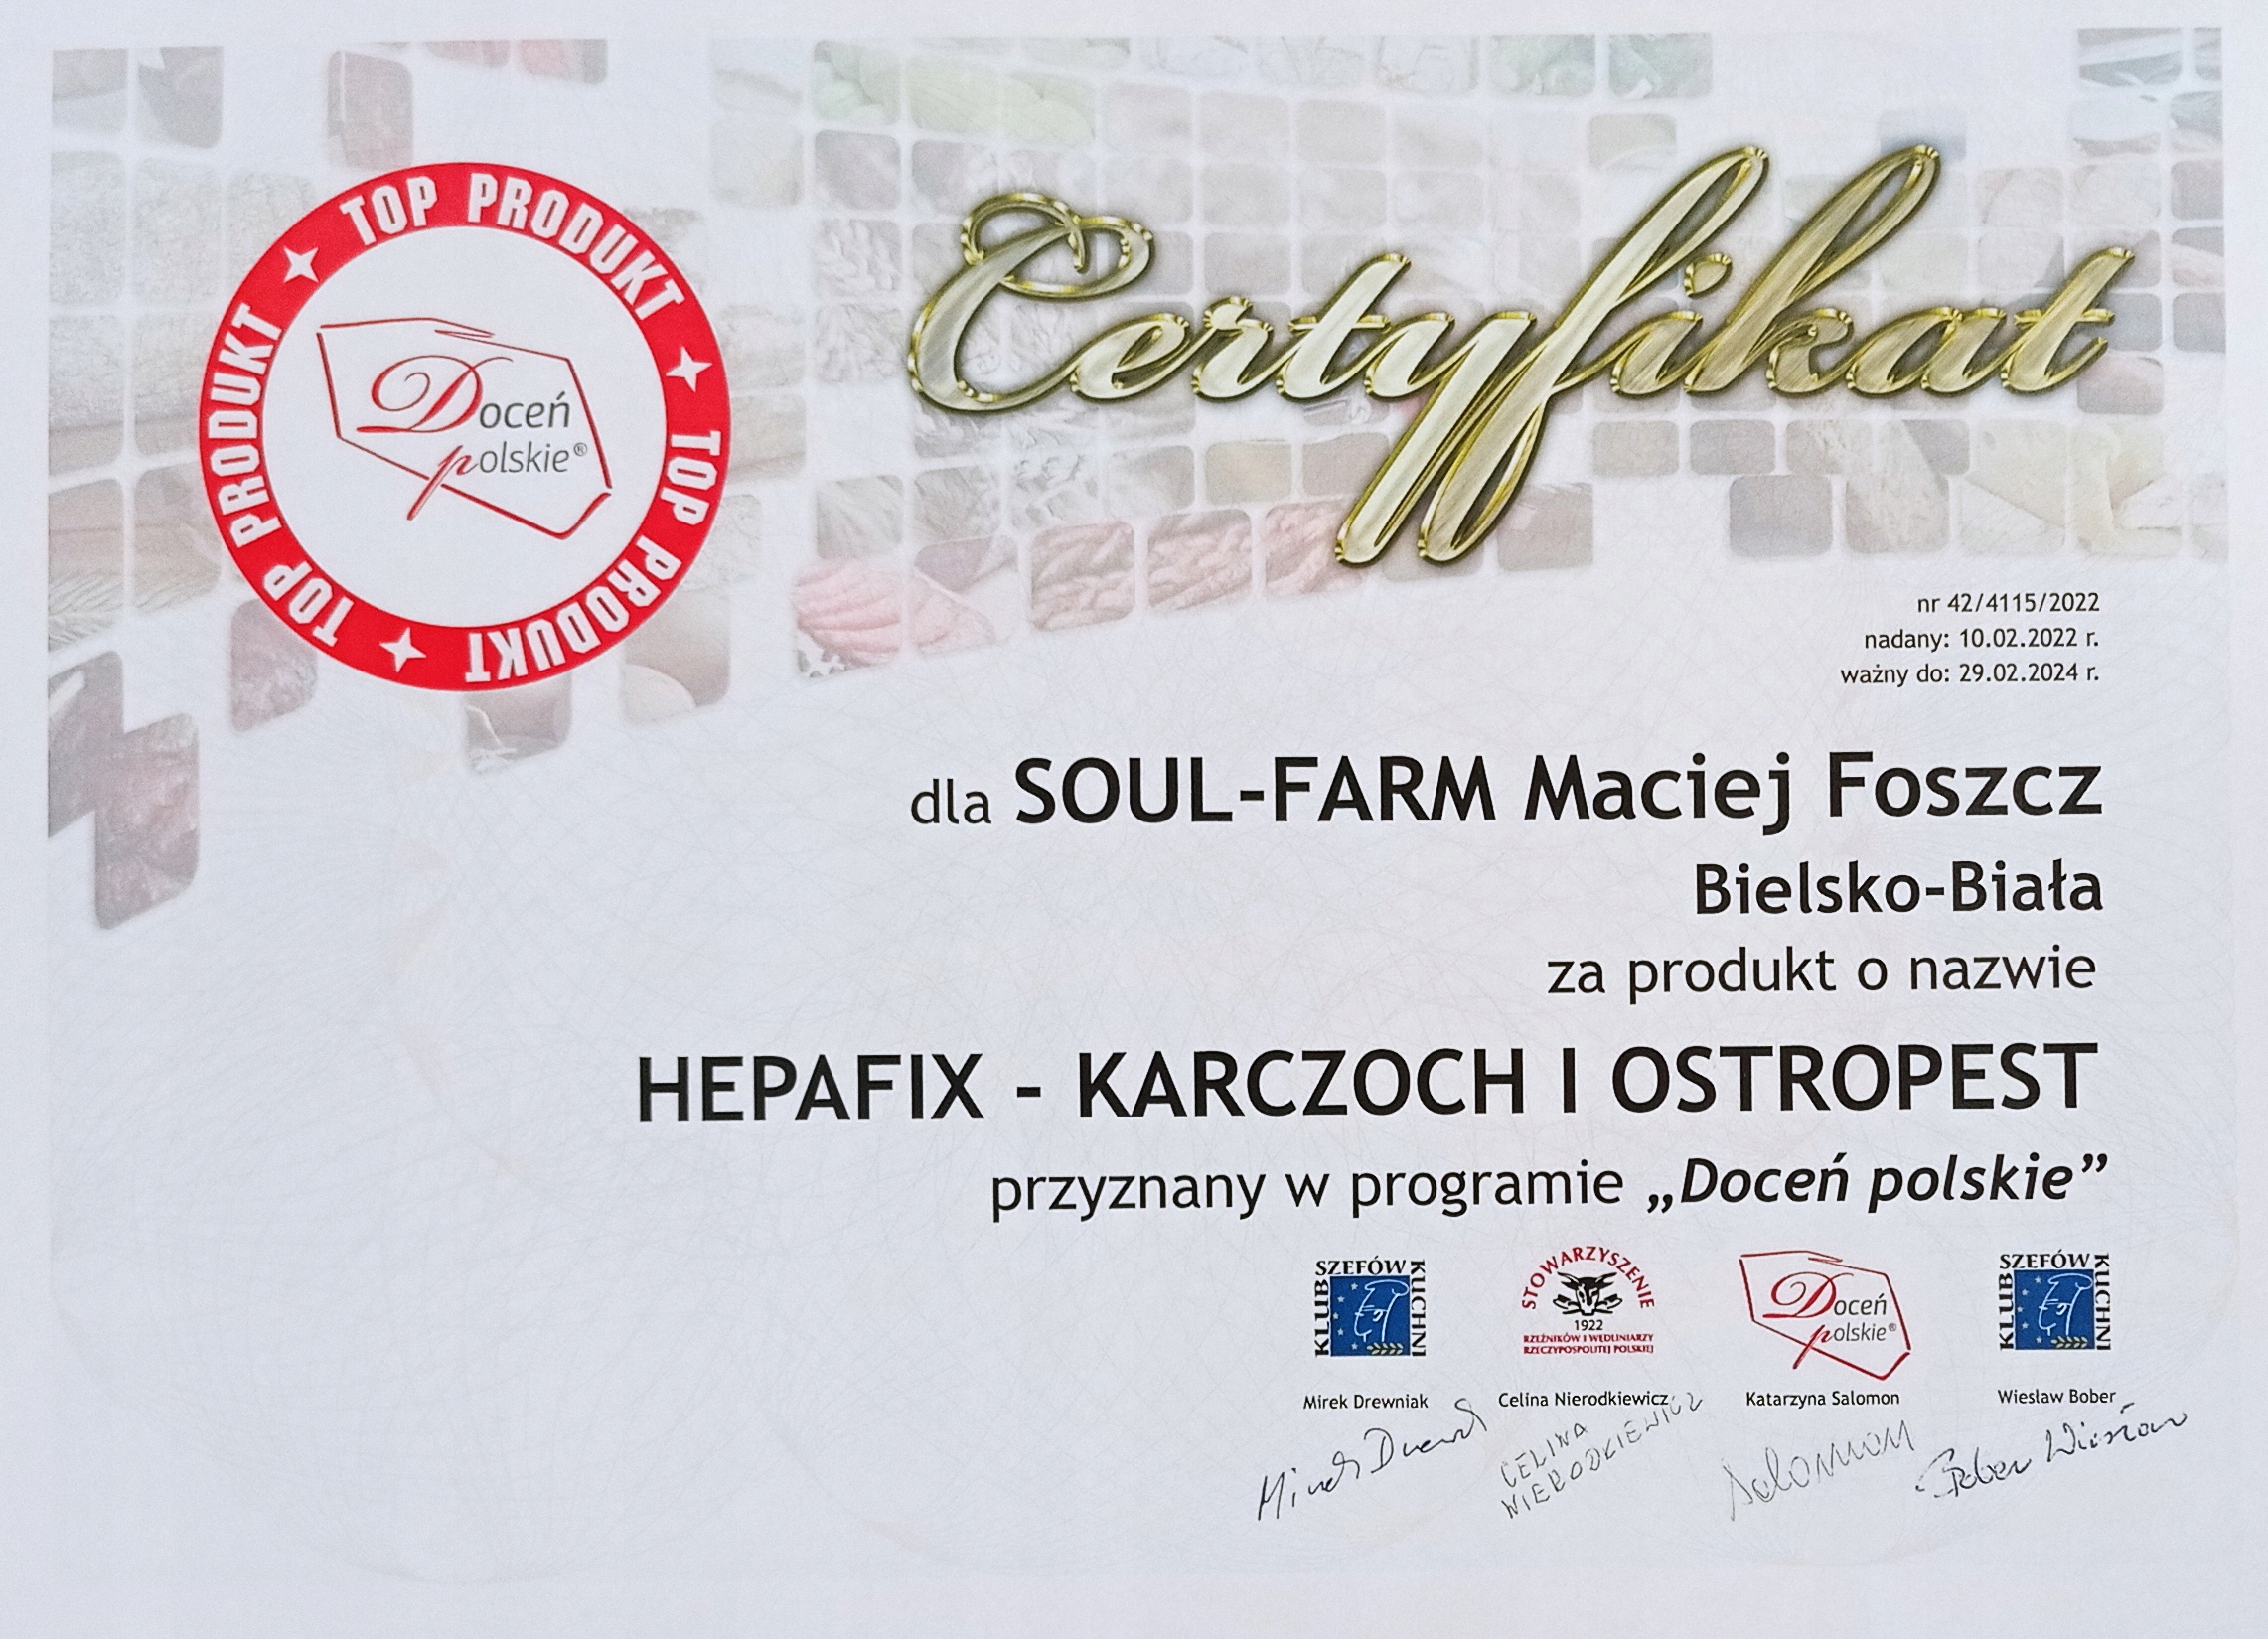 TOP PRODUKT TOP PRODUKT TOP PRODUKT
Doceń
polskie®
Certyfikat
nr 42/4115/2022
nadany: 10.02.2022 r.
ważny do: 29.02.2024 r.
dla SOUL-FARM Maciej Foszcz
Bielsko-Biała
za produkt o nazwie
HEPAFIX - KARCZOCH I OSTROPEST
przyznany w programie „Doceń polskie”
KLUB SZEFÓW KUCHNI
STOWARZYSZENIE
1922
RZEŹNIKÓW I WĘDLINIARZY
RZECZYPOSPOLITEJ POLSKIEJ
Doceń
polskie®
KLUB SZEFÓW KUCHNI
Mirek Drewniak Celina Nierodkiewicz Katarzyna Salomon Wiesław Bober
CELINA
NIERODKIEWICZ
Salomon
Bober Wiesław